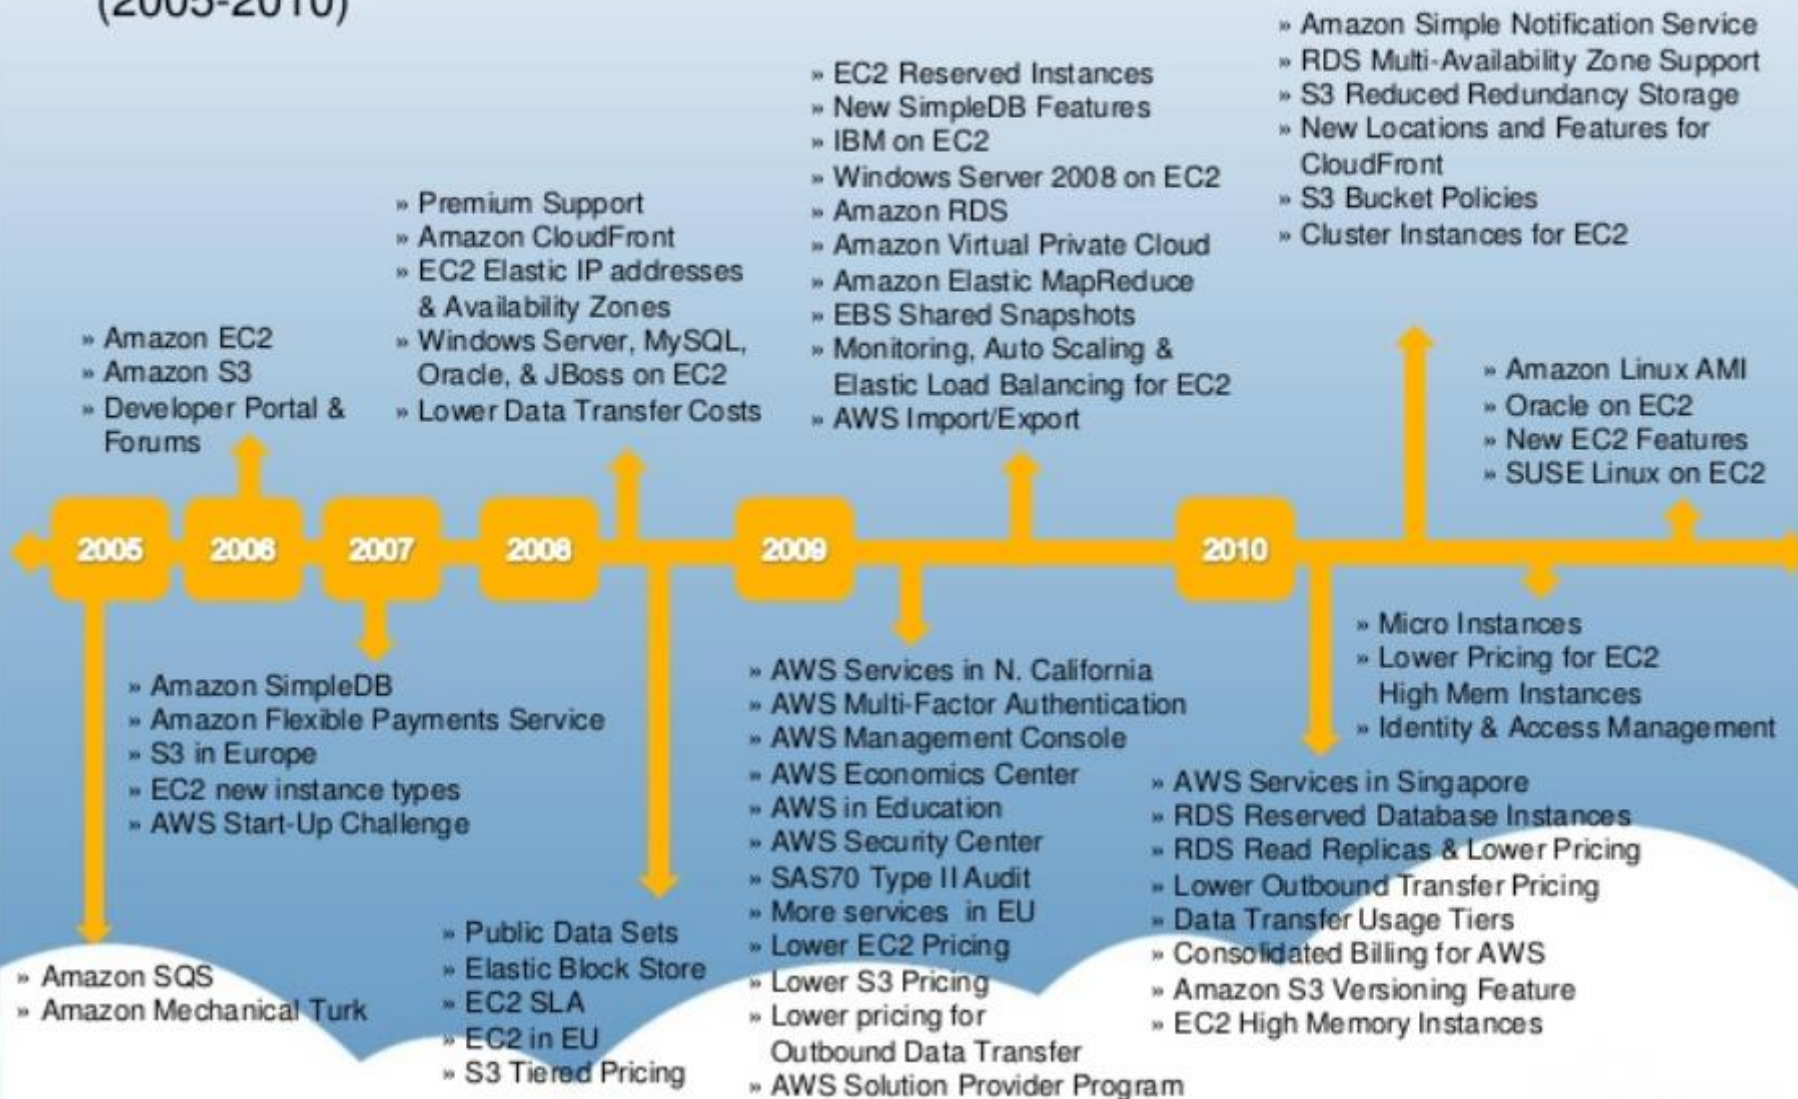 (2005-2010)
» Amazon EC2
» Amazon S3
» Developer Portal &
Forums
» Premium Support
» Amazon CloudFront
» EC2 Elastic IP addresses
& Availability Zones
» Windows Server, MySQL,
Oracle, & JBoss on EC2
» Lower Data Transfer Costs
» EC2 Reserved Instances
» New SimpleDB Features
» IBM on EC2
» Windows Server 2008 on EC2
» Amazon RDS
» Amazon Virtual Private Cloud
» Amazon Elastic MapReduce
» EBS Shared Snapshots
» Monitoring, Auto Scaling &
Elastic Load Balancing for EC2
» AWS Import/Export
» Amazon Simple Notification Service
» RDS Multi-Availability Zone Support
» S3 Reduced Redundancy Storage
» New Locations and Features for
CloudFront
» S3 Bucket Policies
» Cluster Instances for EC2
» Amazon Linux AMI
» Oracle on EC2
» New EC2 Features
» SUSE Linux on EC2
2005
2006
2007
2008
2009
2010
» Amazon SQS
» Amazon Mechanical Turk
» Amazon SimpleDB
» Amazon Flexible Payments Service
» S3 in Europe
» EC2 new instance types
» AWS Start-Up Challenge
» Public Data Sets
» Elastic Block Store
» EC2 SLA
» EC2 in EU
» S3 Tiered Pricing
» AWS Services in N. California
» AWS Multi-Factor Authentication
» AWS Management Console
» AWS Economics Center
» AWS in Education
» AWS Security Center
» SAS70 Type II Audit
» More services in EU
» Lower EC2 Pricing
» Lower S3 Pricing
» Lower pricing for
Outbound Data Transfer
» AWS Solution Provider Program
» AWS Services in Singapore
» RDS Reserved Database Instances
» RDS Read Replicas & Lower Pricing
» Lower Outbound Transfer Pricing
» Data Transfer Usage Tiers
» Consolidated Billing for AWS
» Amazon S3 Versioning Feature
» EC2 High Memory Instances
» Micro Instances
» Lower Pricing for EC2
High Mem Instances
» Identity & Access Management